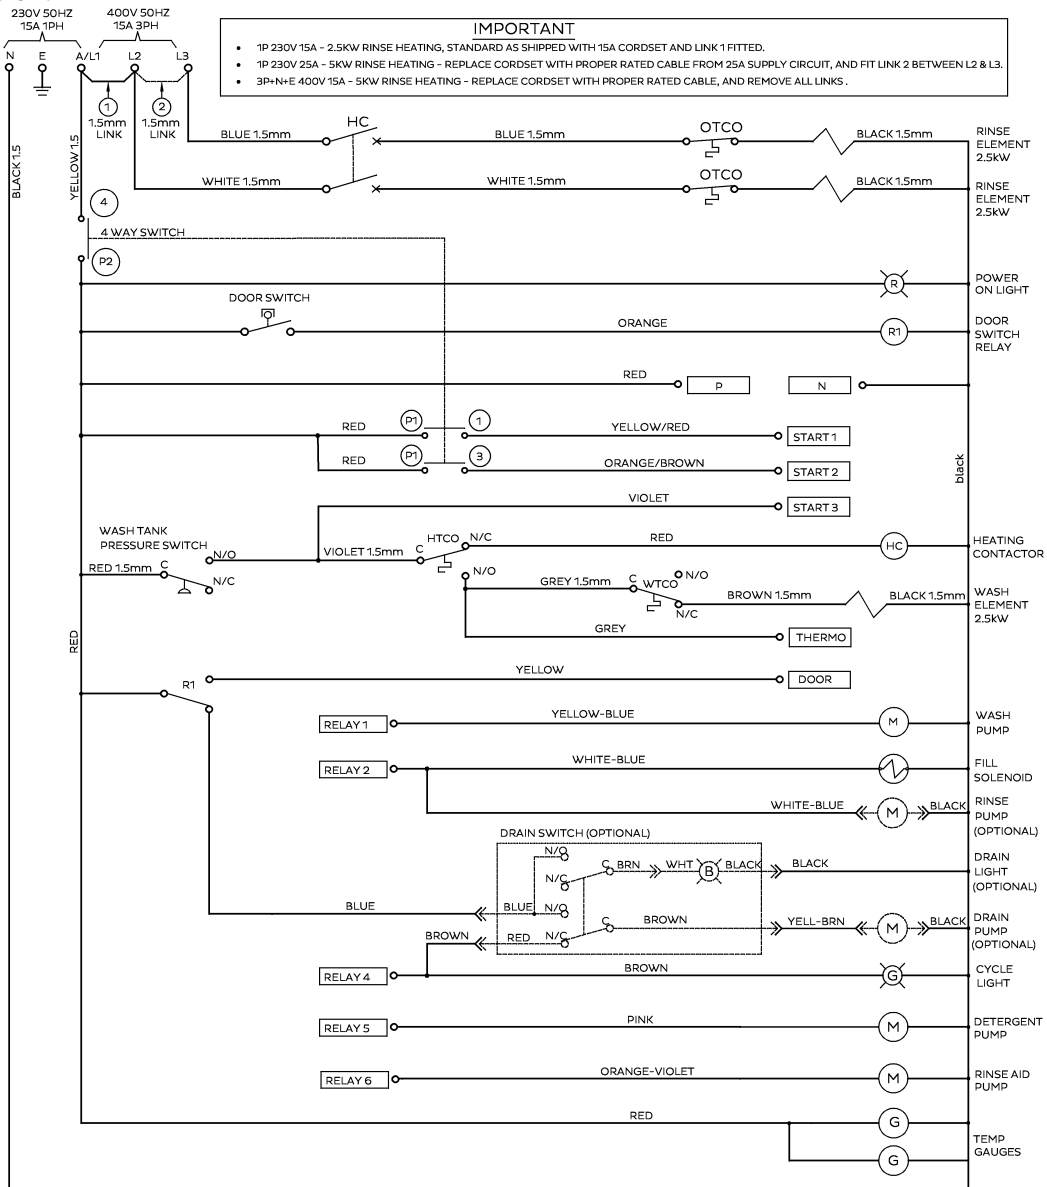 230V 50HZ
15A 1PH
400V 50HZ
15A 3PH
N
E
A/L1
L2
L3
IMPORTANT
• 1P 230V 15A - 2.5KW RINSE HEATING, STANDARD AS SHIPPED WITH 15A CORDSET AND LINK 1 FITTED.
• 1P 230V 25A - 5KW RINSE HEATING - REPLACE CORDSET WITH PROPER RATED CABLE FROM 25A SUPPLY CIRCUIT, AND FIT LINK 2 BETWEEN L2 & L3.
• 3P+N+E 400V 15A - 5KW RINSE HEATING - REPLACE CORDSET WITH PROPER RATED CABLE, AND REMOVE ALL LINKS .
1
1.5mm
LINK
2
1.5mm
LINK
BLACK 1.5
YELLOW 1.5
BLUE 1.5mm
HC
BLUE 1.5mm
OTCO
BLACK 1.5mm
RINSE
ELEMENT
2.5kW
WHITE 1.5mm
WHITE 1.5mm
OTCO
BLACK 1.5mm
RINSE
ELEMENT
2.5kW
4
4 WAY SWITCH
P2
R
POWER
ON LIGHT
DOOR SWITCH
ORANGE
R1
DOOR
SWITCH
RELAY
RED
P
N
RED
P1
1
YELLOW/RED
START 1
RED
P1
3
ORANGE/BROWN
START 2
black
VIOLET
START 3
WASH TANK
PRESSURE SWITCH
N/O
VIOLET 1.5mm
C
HTCO
N/C
RED
HC
HEATING
CONTACTOR
RED 1.5mm
C
N/C
N/O
GREY 1.5mm
C
WTCO
N/O
N/C
BROWN 1.5mm
BLACK 1.5mm
WASH
ELEMENT
2.5kW
GREY
THERMO
RED
R1
YELLOW
DOOR
RELAY 1
YELLOW-BLUE
M
WASH
PUMP
RELAY 2
WHITE-BLUE
FILL
SOLENOID
WHITE-BLUE
M
BLACK
RINSE
PUMP
(OPTIONAL)
DRAIN SWITCH (OPTIONAL)
N/O
N/C
C
BRN
WHT
B
BLACK
BLACK
DRAIN
LIGHT
(OPTIONAL)
BLUE
BLUE
N/O
C
BROWN
YELL-BRN
M
BLACK
DRAIN
PUMP
(OPTIONAL)
BROWN
RED
N/C
RELAY 4
BROWN
G
CYCLE
LIGHT
RELAY 5
PINK
M
DETERGENT
PUMP
RELAY 6
ORANGE-VIOLET
M
RINSE AID
PUMP
RED
G
G
TEMP
GAUGES